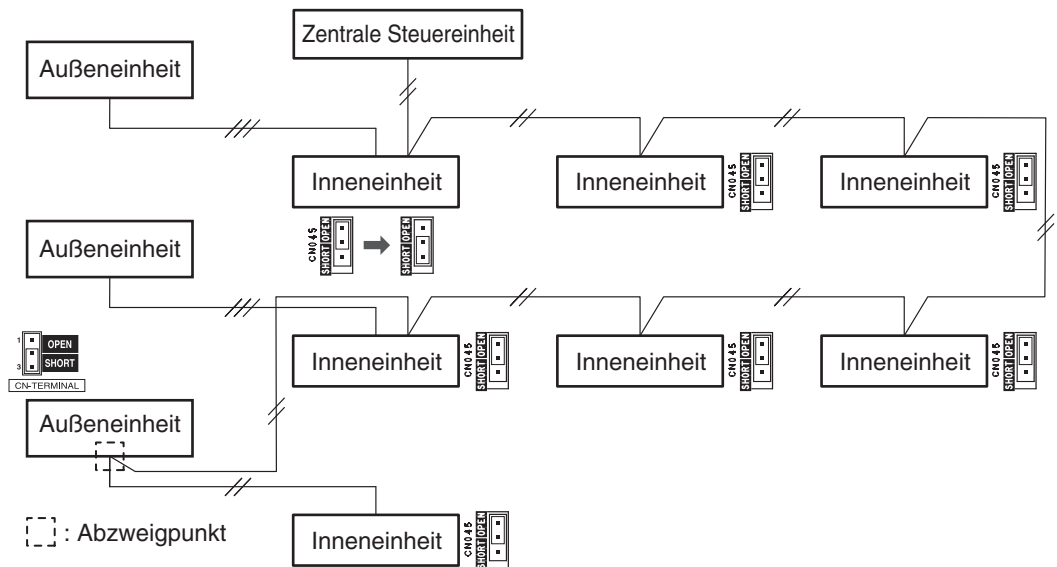 Zentrale Steuereinheit
Außeneinheit
Inneneinheit
Inneneinheit
CN045
SHORT OPEN
Inneneinheit
CN045
SHORT OPEN
CN045
SHORT OPEN
SHORT OPEN
Außeneinheit
Inneneinheit
CN045
SHORT OPEN
Inneneinheit
CN045
SHORT OPEN
Inneneinheit
CN045
SHORT OPEN
1
OPEN
3
SHORT
CN-TERMINAL
Außeneinheit
Inneneinheit
CN045
SHORT OPEN
: Abzweigpunkt